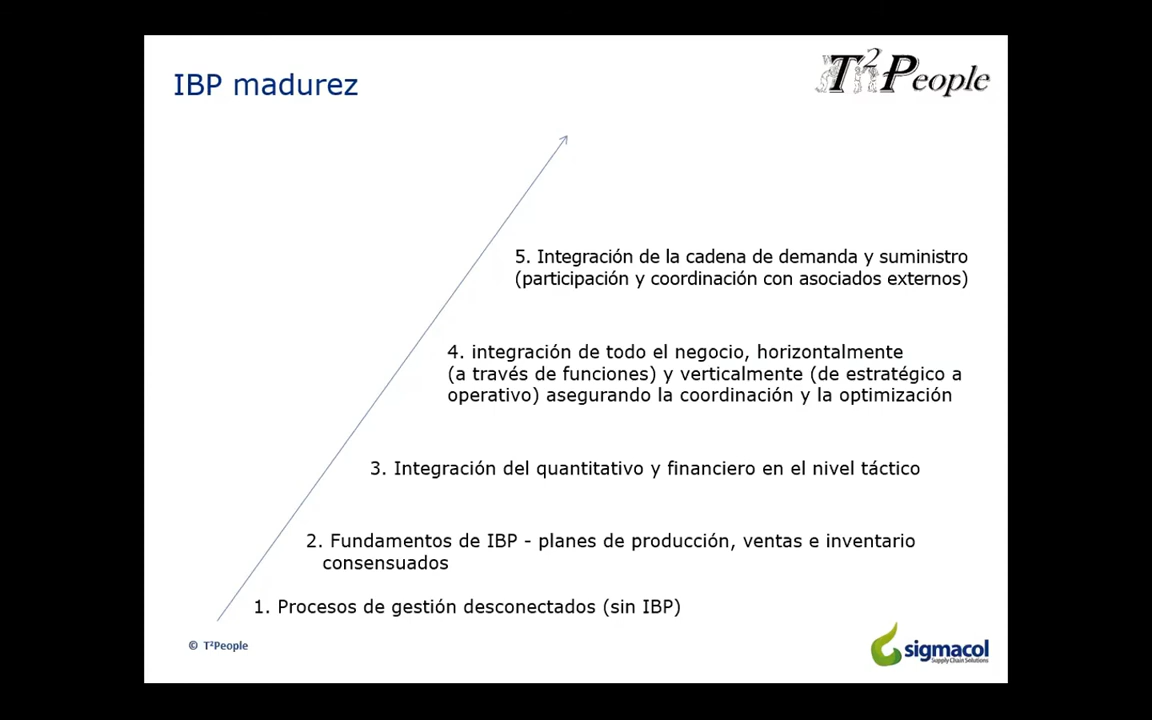 IBP madurez
T²People
5. Integración de la cadena de demanda y suministro
(participación y coordinación con asociados externos)
4. integración de todo el negocio, horizontalmente
(a través de funciones) y verticalmente (de estratégico a
operativo) asegurando la coordinación y la optimización
3. Integración del quantitativo y financiero en el nivel táctico
2. Fundamentos de IBP - planes de producción, ventas e inventario
consensuados
1. Procesos de gestión desconectados (sin IBP)
© T²People
sigmacol
Supply Chain Solutions